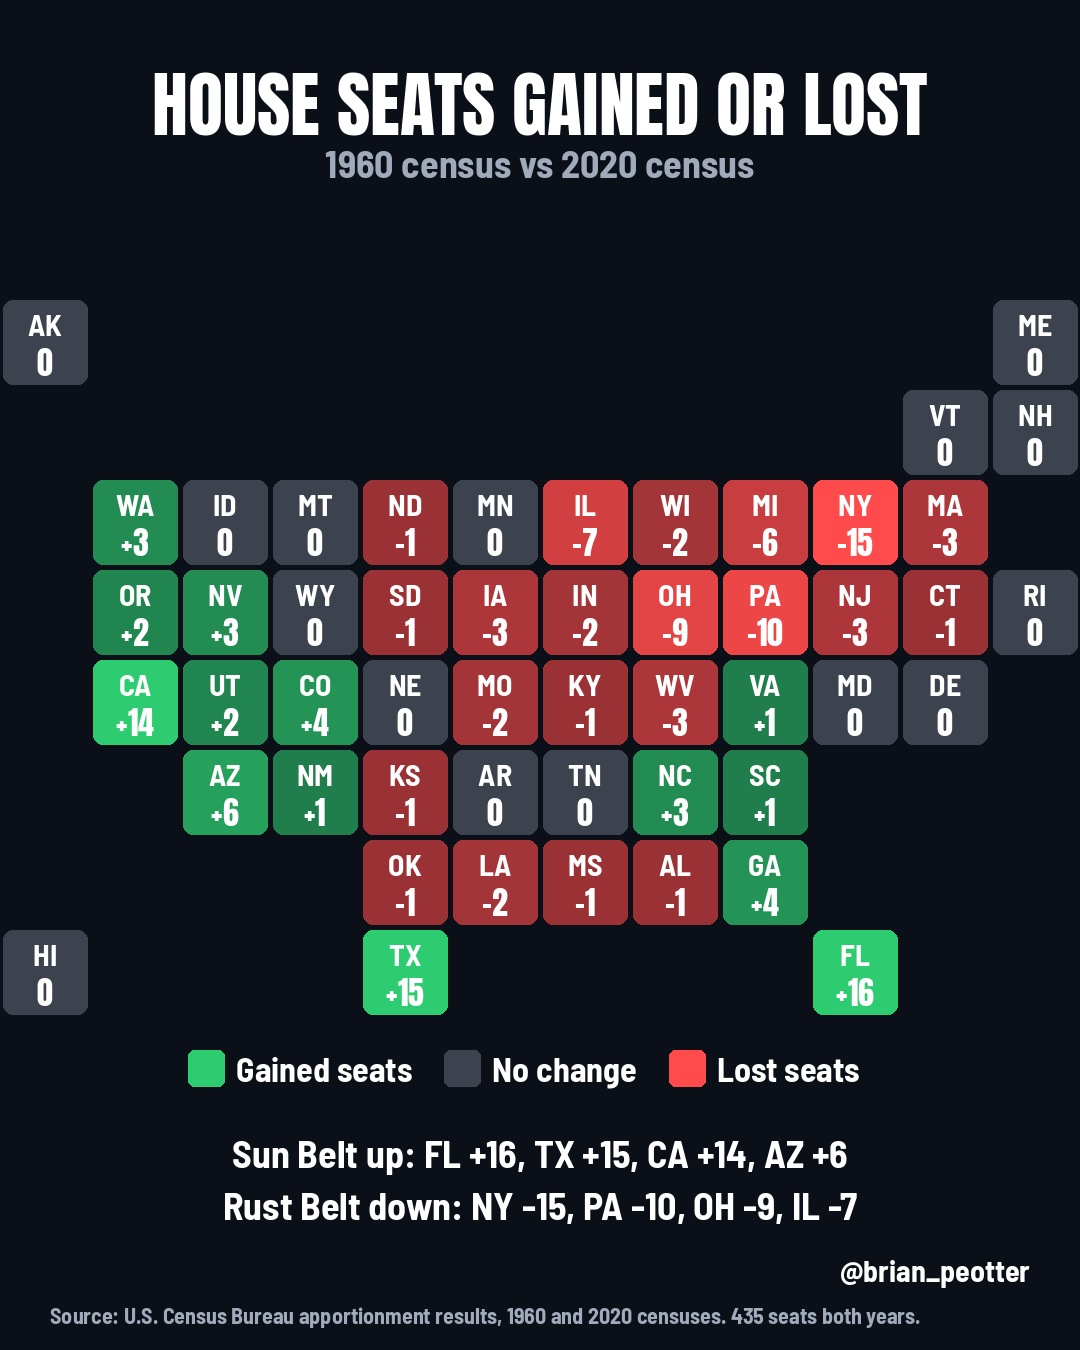 HOUSE SEATS GAINED OR LOST
1960 census vs 2020 census
AK ME
0 0
VT NH
0 0
WA ID MT ND MN IL WI MI NY MA
+3 0 0 -1 0 -7 -2 -6 -15 -3
OR NV WY SD IA IN OH PA NJ CT RI
+2 +3 0 -1 -3 -2 -9 -10 -3 -1 0
CA UT CO NE MO KY WV VA MD DE
+14 +2 +4 0 -2 -1 -3 +1 0 0
AZ NM KS AR TN NC SC
+6 +1 -1 0 0 +3 +1
OK LA MS AL GA
-1 -2 -1 -1 +4
HI TX FL
0 +15 +16
Gained seats No change Lost seats
Sun Belt up: FL +16, TX +15, CA +14, AZ +6
Rust Belt down: NY -15, PA -10, OH -9, IL -7
@brian_peotter
Source: U.S. Census Bureau apportionment results, 1960 and 2020 censuses. 435 seats both years.